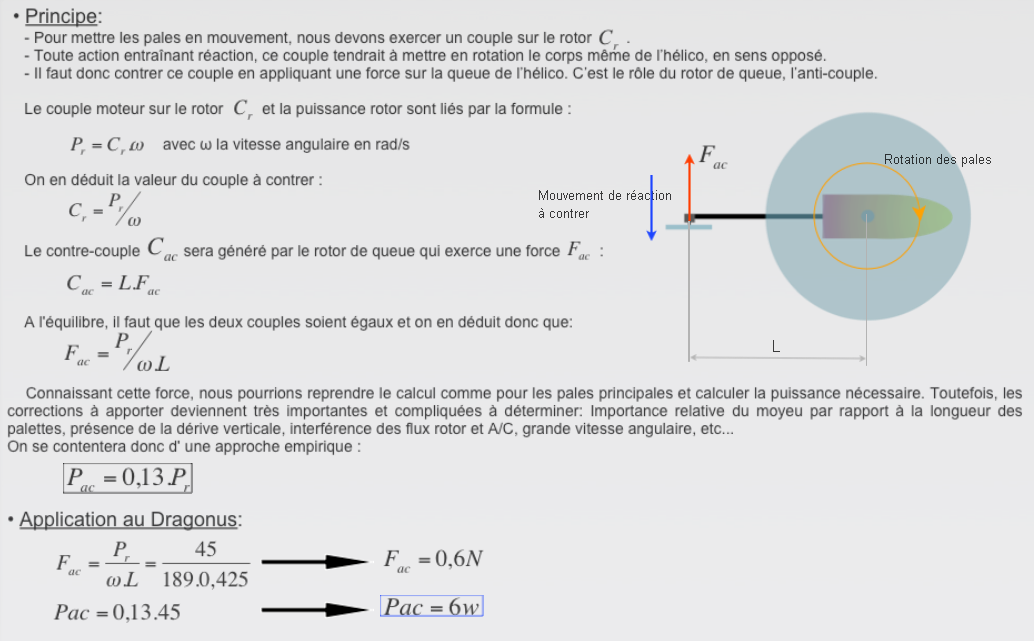 • Principe:
- Pour mettre les pales en mouvement, nous devons exercer un couple sur le rotor C_r .
- Toute action entraînant réaction, ce couple tendrait à mettre en rotation le corps même de l'hélico, en sens opposé.
- Il faut donc contrer ce couple en appliquant une force sur la queue de l'hélico. C'est le rôle du rotor de queue, l'anti-couple.
Le couple moteur sur le rotor C_r et la puissance rotor sont liés par la formule :
P_r = C_r ω avec ω la vitesse angulaire en rad/s
On en déduit la valeur du couple à contrer :
C_r = P_r/ω
Le contre-couple C_ac sera généré par le rotor de queue qui exerce une force F_ac :
C_ac = L.F_ac
A l'équilibre, il faut que les deux couples soient égaux et on en déduit donc que:
F_ac = P_r/ω L
F_ac
Rotation des pales
Mouvement de réaction
à contrer
L
Connaissant cette force, nous pourrions reprendre le calcul comme pour les pales principales et calculer la puissance nécessaire. Toutefois, les
corrections à apporter deviennent très importantes et compliquées à déterminer: Importance relative du moyeu par rapport à la longueur des
palettes, présence de la dérive verticale, interférence des flux rotor et A/C, grande vitesse angulaire, etc...
On se contentera donc d' une approche empirique :
P_ac = 0,13.P_r
• Application au Dragonus:
F_ac = P_r/ω.L = 45/189.0,425 F_ac = 0,6N
Pac = 0,13.45 Pac = 6w